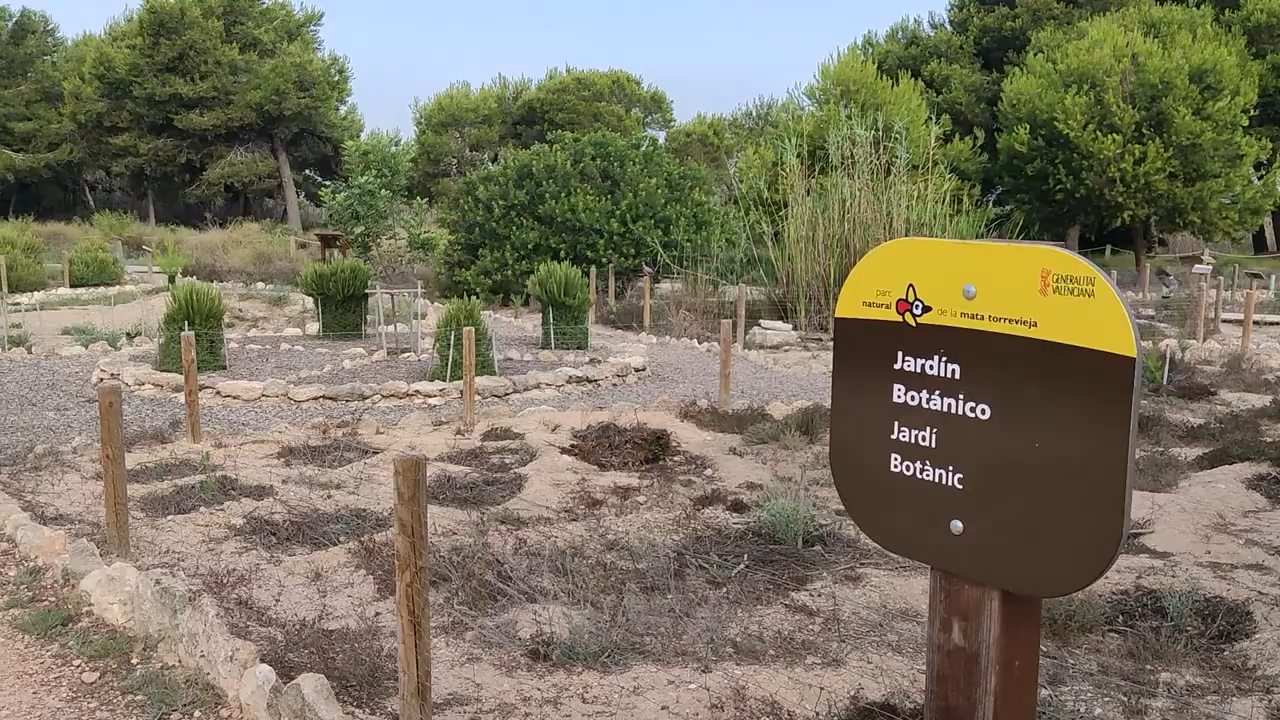 parc
natural de la mata-torrevieja
GENERALITAT
VALENCIANA
Jardín
Botánico
Jardí
Botànic